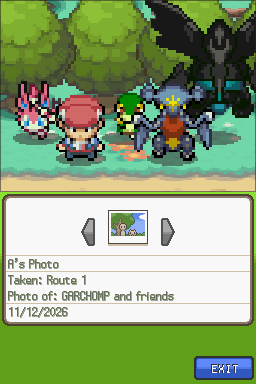 A's Photo
Taken: Route 1
Photo of: GARCHOMP and friends
11/12/2026
EXIT